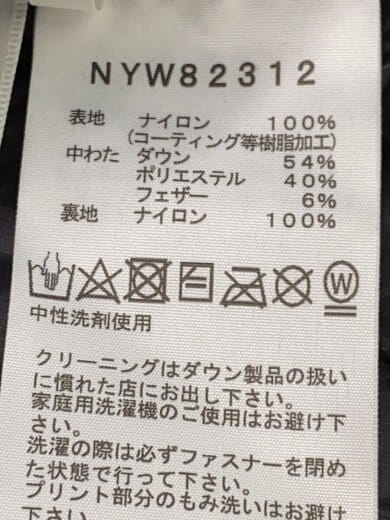 NYW82312
表地 ナイロン 100%
(コーティング等樹脂加工)
中わた ダウン 54%
ポリエステル 40%
フェザー 6%
裏地 ナイロン 100%
W
中性洗剤使用
クリーニングはダウン製品の扱い
に慣れた店にお出し下さい。
家庭用洗濯機のご使用はお避け下
さい。
洗濯の際は必ずファスナーを閉め
た状態で行って下さい。
プリント部分のもみ洗いはお避け
下さい。